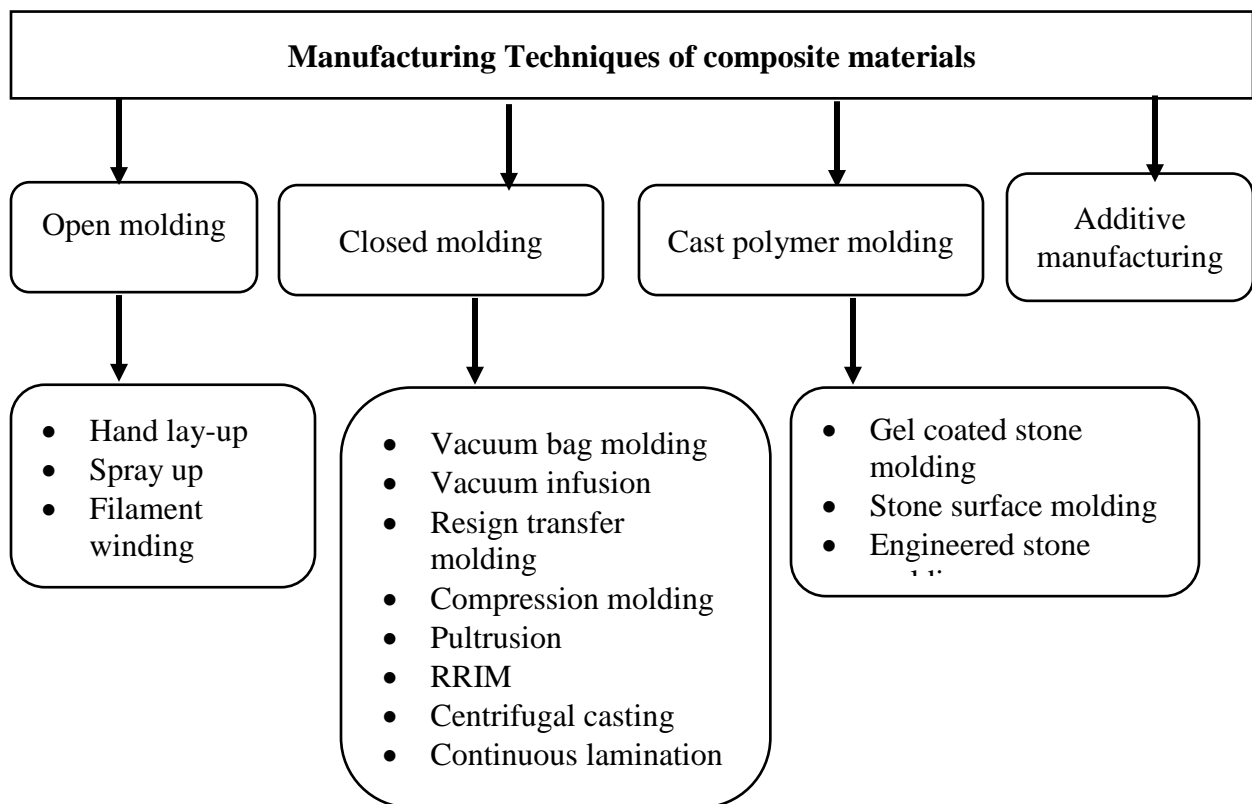 Manufacturing Techniques of composite materials
Open molding
Closed molding
Cast polymer molding
Additive
manufacturing
• Hand lay-up
• Spray up
• Filament
winding
• Vacuum bag molding
• Vacuum infusion
• Resign transfer
molding
• Compression molding
• Pultrusion
• RRIM
• Centrifugal casting
• Continuous lamination
• Gel coated stone
molding
• Stone surface molding
• Engineered stone